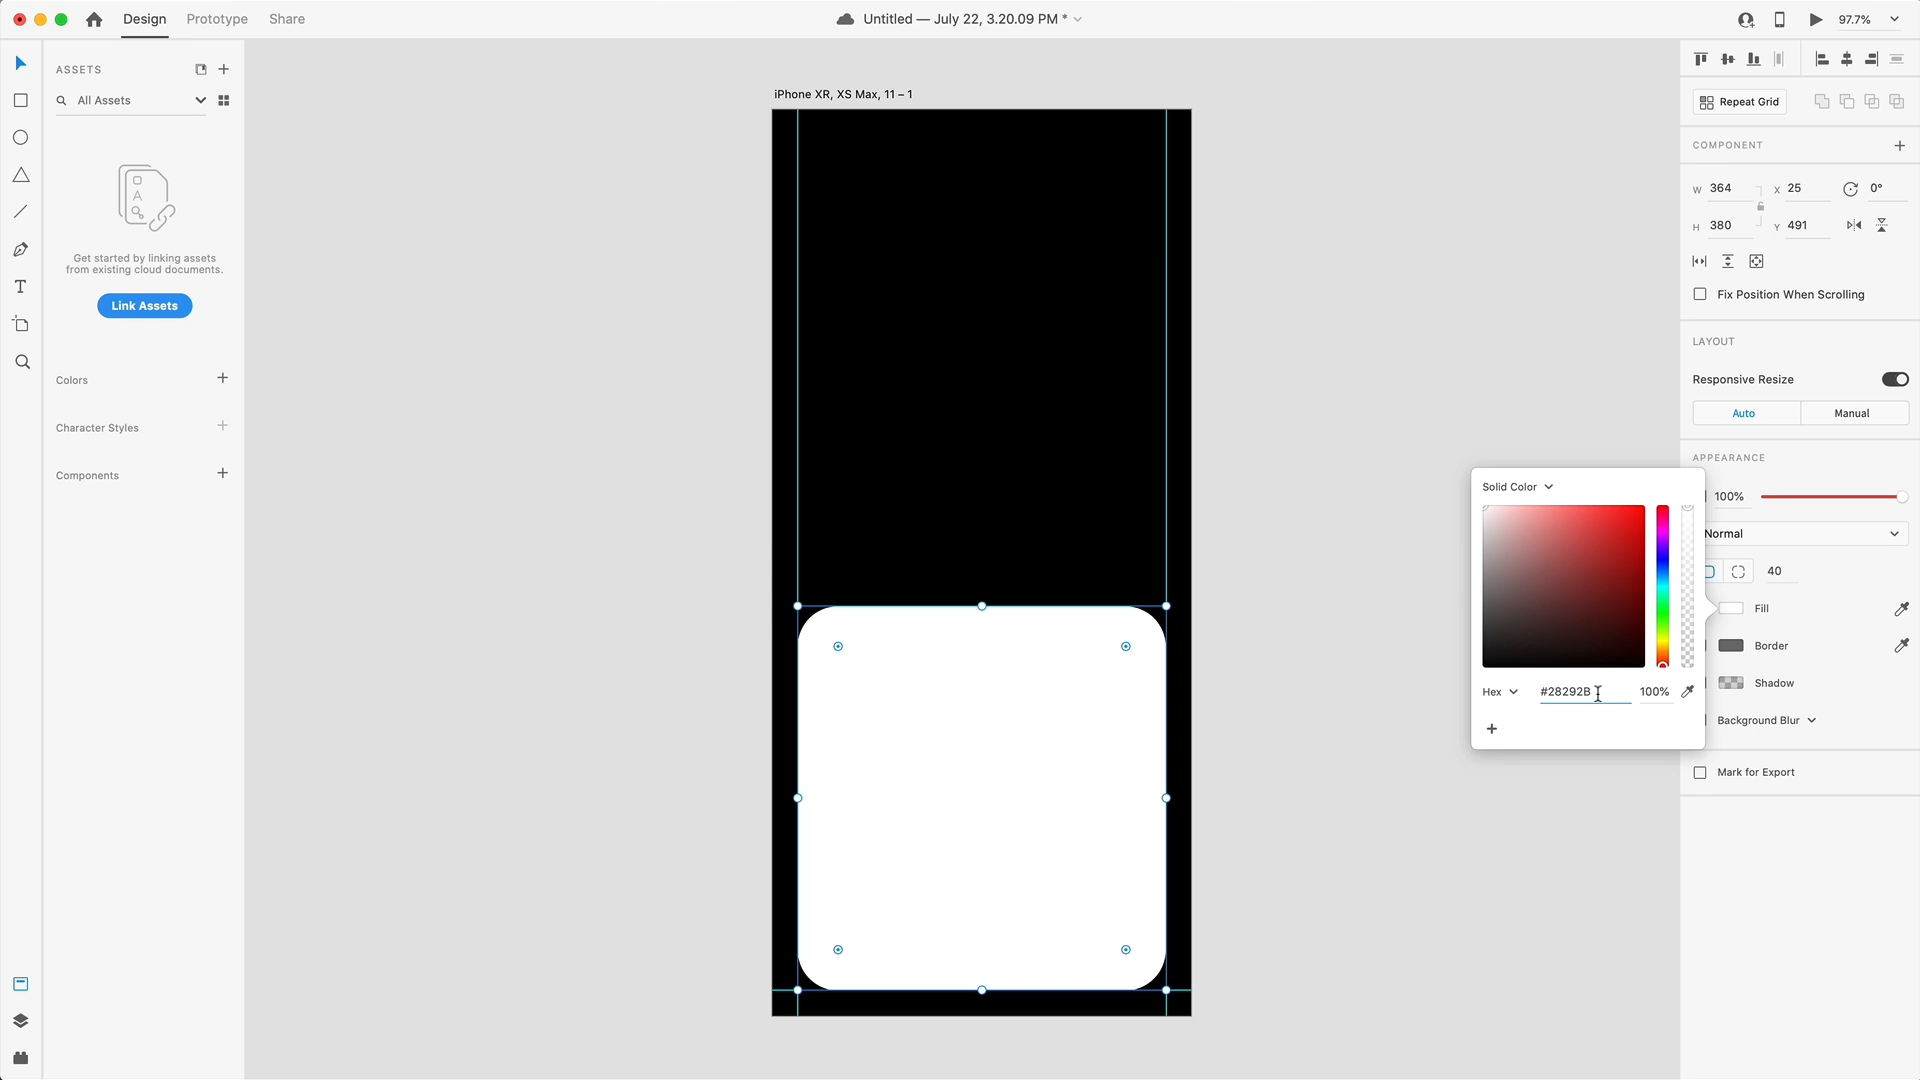 Design
Prototype
Share
Untitled — July 22, 3.20.09 PM *
97.7%
ASSETS
All Assets
A
Get started by linking assets
from existing cloud documents.
Link Assets
T
Colors
Character Styles
Components
iPhone XR, XS Max, 11 – 1
Repeat Grid
COMPONENT
W 364 X 25 0°
H 380 Y 491
Fix Position When Scrolling
LAYOUT
Responsive Resize
Auto
Manual
APPEARANCE
100%
Normal
40
Fill
Border
Shadow
Background Blur
Mark for Export
Solid Color
Hex #28292B 100%